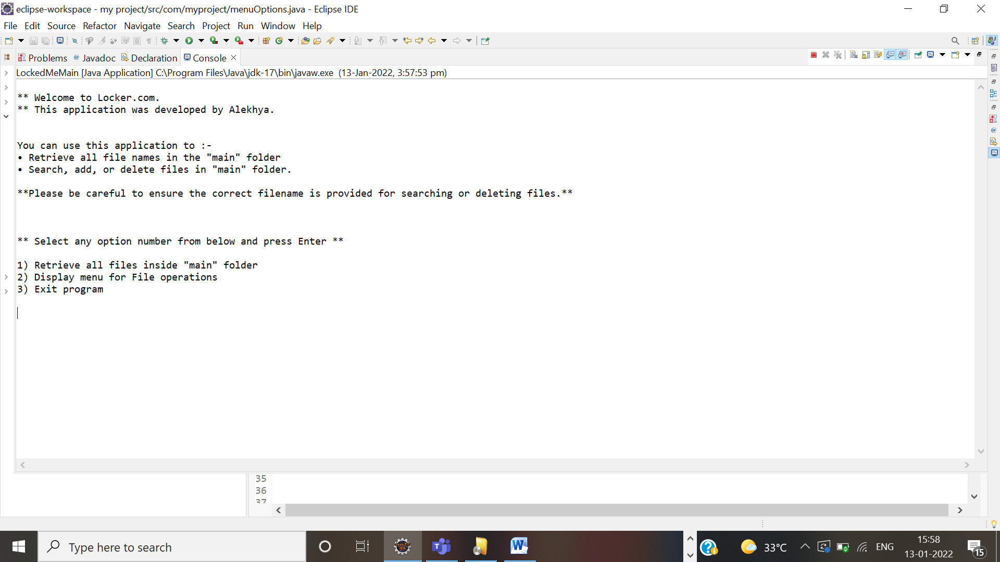 eclipse-workspace - my project/src/com/myproject/menuOptions.java - Eclipse IDE
File Edit Source Refactor Navigate Search Project Run Window Help
Problems @ Javadoc Declaration Console
LockedMeMain [Java Application] C:\Program Files\Java\jdk-17\bin\javaw.exe (13-Jan-2022, 3:57:53 pm)
** Welcome to Locker.com.
** This application was developed by Alekhya.
You can use this application to :-
• Retrieve all file names in the "main" folder
• Search, add, or delete files in "main" folder.
**Please be careful to ensure the correct filename is provided for searching or deleting files.**
** Select any option number from below and press Enter **
1) Retrieve all files inside "main" folder
2) Display menu for File operations
3) Exit program
35
36
37
Type here to search
33°C
ENG
15:58
13-01-2022
15